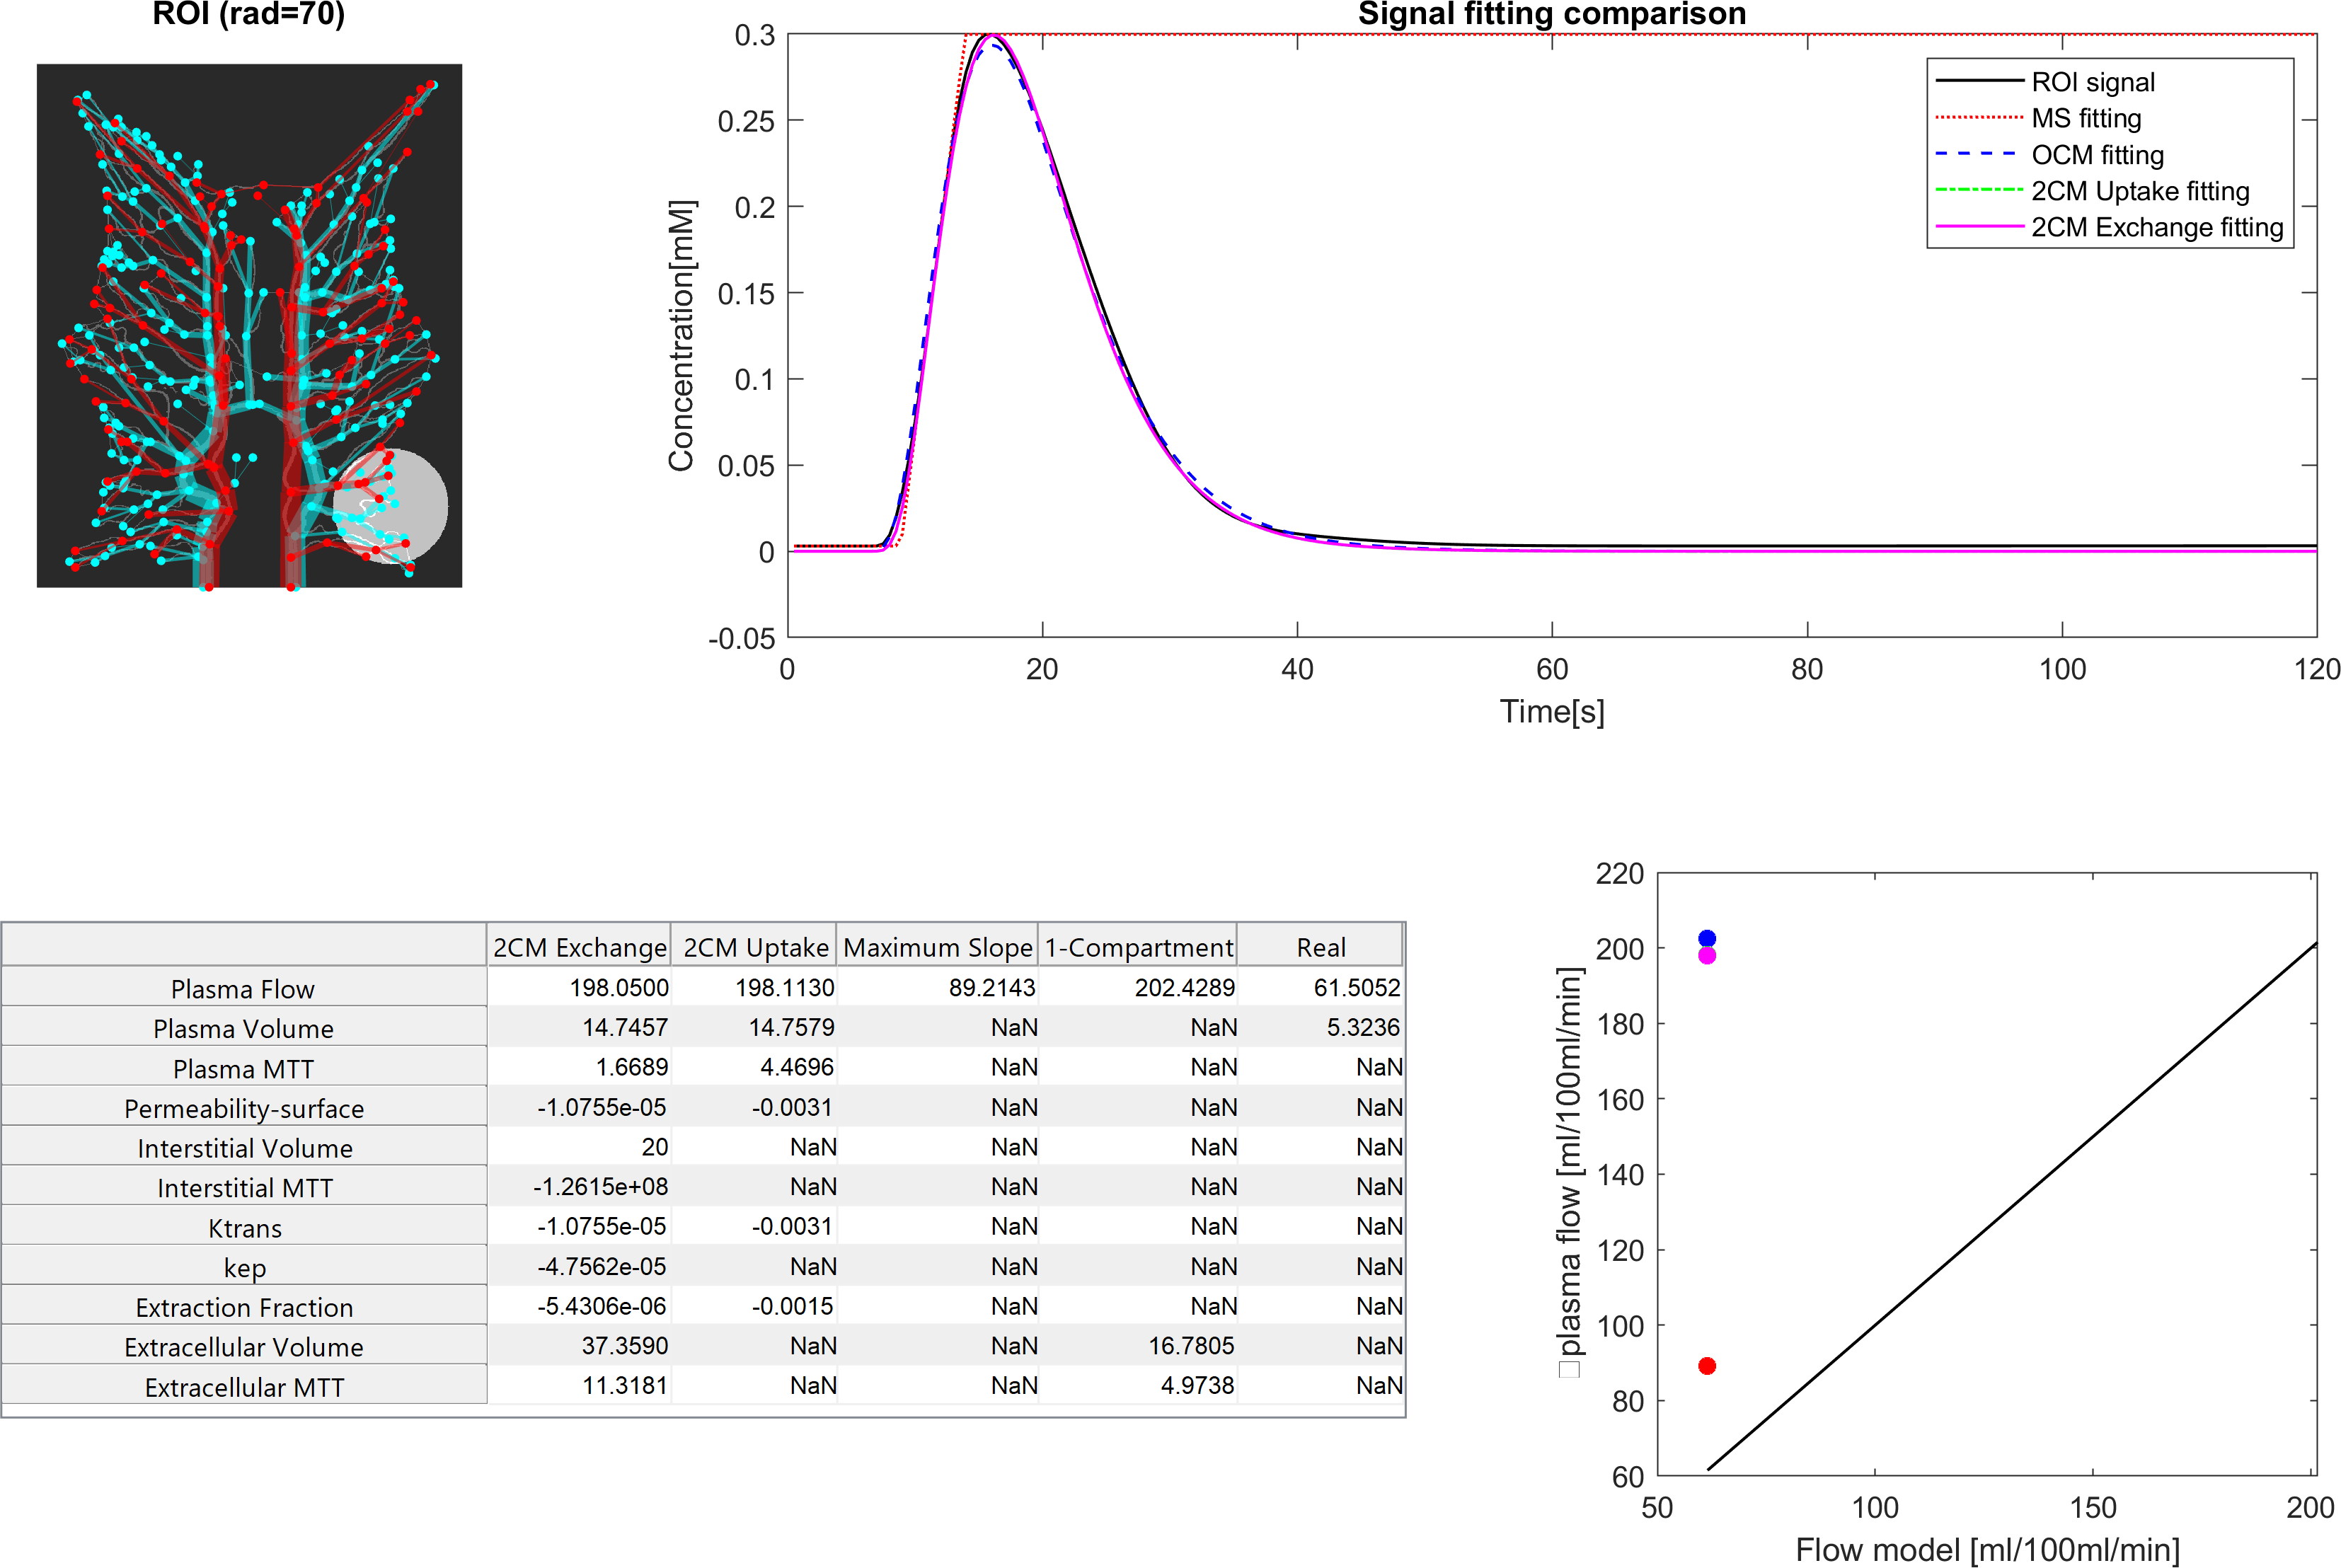 ROI (rad=70)
Signal fitting comparison
0.3
0.25
0.2
0.15
0.1
0.05
0
-0.05
Concentration[mM]
0 20 40 60 80 100 120
Time[s]
ROI signal
MS fitting
OCM fitting
2CM Uptake fitting
2CM Exchange fitting
2CM Exchange 2CM Uptake Maximum Slope 1-Compartment Real
Plasma Flow 198.0500 198.1130 89.2143 202.4289 61.5052
Plasma Volume 14.7457 14.7579 NaN NaN 5.3236
Plasma MTT 1.6689 4.4696 NaN NaN NaN
Permeability-surface -1.0755e-05 -0.0031 NaN NaN NaN
Interstitial Volume 20 NaN NaN NaN NaN
Interstitial MTT -1.2615e+08 NaN NaN NaN NaN
Ktrans -1.0755e-05 -0.0031 NaN NaN NaN
kep -4.7562e-05 NaN NaN NaN NaN
Extraction Fraction -5.4306e-06 -0.0015 NaN NaN NaN
Extracellular Volume 37.3590 NaN NaN 16.7805 NaN
Extracellular MTT 11.3181 NaN NaN 4.9738 NaN
220
200
180
160
140
120
100
80
60
□plasma flow [ml/100ml/min]
50 100 150 200
Flow model [ml/100ml/min]